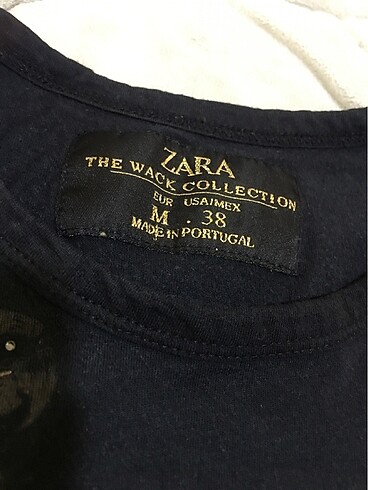 ZARA
THE WACK COLLECTION
EUR USA/MEX
M . 38
MADE IN PORTUGAL